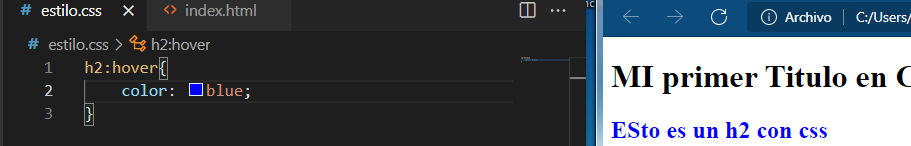 # estilo.css × <> index.html ...
# estilo.css > h2:hover
1 h2:hover{
2 color: blue;
3 }
Archivo C:/Users/
MI primer Titulo en C
ESto es un h2 con css